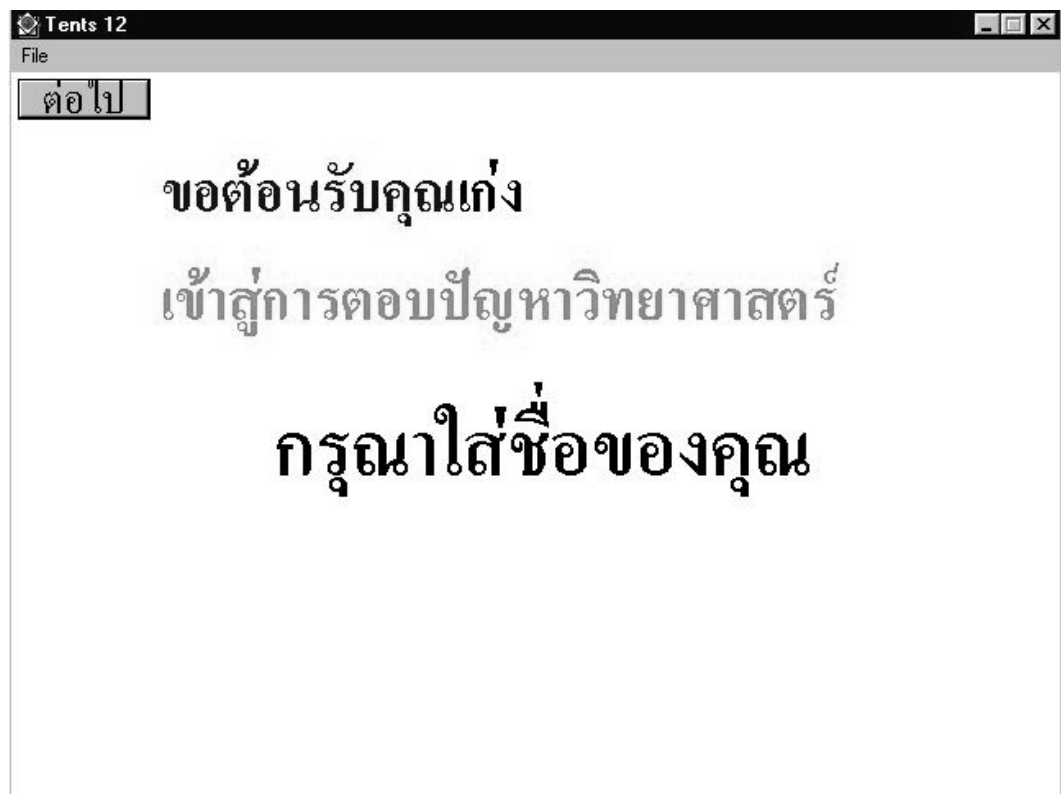 Tents 12
File
ต่อไป
ขอต้อนรับคุณเก่ง
เข้าสู่การตอบปัญหาวิทยาศาสตร์
กรุณาใส่ชื่อของคุณ